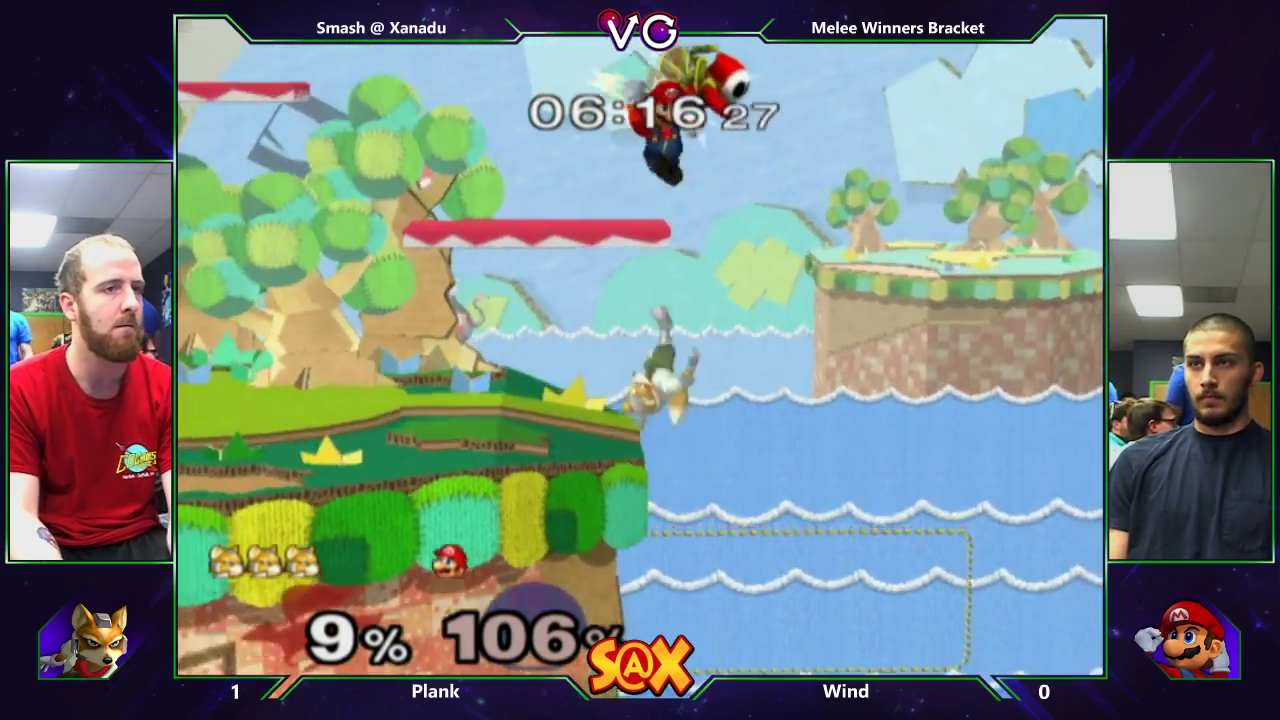 Smash @ Xanadu
VG
Melee Winners Bracket
06:16 27
9% 106%
S@X
1 Plank
Wind 0